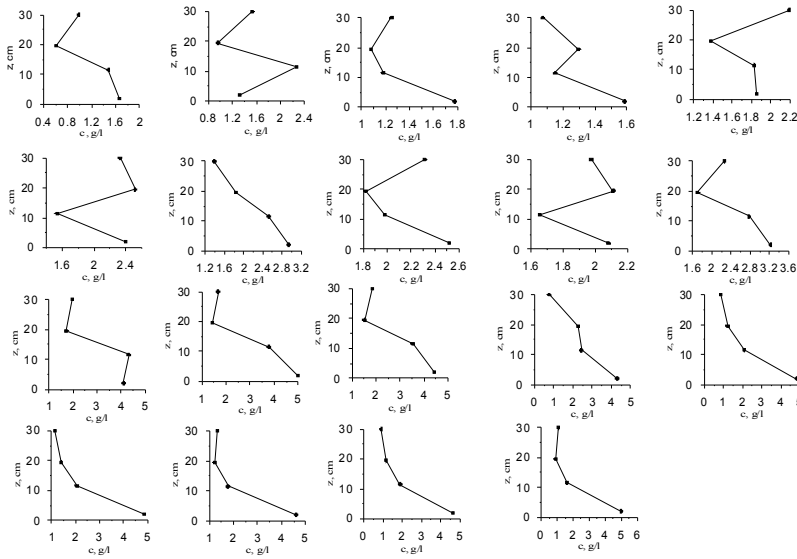 30
20
10
0
z, cm
0.4 0.8 1.2 1.6 2
c, g/l
30
20
10
0
z, cm
0.8 1.2 1.6 2 2.4
c, g/l
30
20
10
0
z, cm
1 1.2 1.4 1.6 1.8
c, g/l
30
20
10
0
z, cm
1 1.2 1.4 1.6
c, g/l
30
20
10
0
z, cm
1.2 1.4 1.6 1.8 2 2.2
c, g/l
30
20
10
0
z, cm
1.6 2 2.4
c, g/l
30
20
10
0
z, cm
1.2 1.6 2 2.4 2.8 3.2
c, g/l
30
20
10
0
z, cm
1.8 2 2.2 2.4 2.6
c, g/l
30
20
10
0
z, cm
1.6 1.8 2 2.2
c, g/l
30
20
10
0
z, cm
1.6 2 2.4 2.8 3.2 3.6
c, g/l
30
20
10
0
z, cm
1 2 3 4 5
c, g/l
30
20
10
0
z, cm
1 2 3 4 5
c, g/l
30
20
10
0
z, cm
1 2 3 4 5
c, g/l
30
20
10
0
z, cm
0 1 2 3 4 5
c, g/l
30
20
10
0
z, cm
0 1 2 3 4 5
c, g/l
30
20
10
0
z, cm
1 2 3 4 5
c, g/l
30
20
10
0
z, cm
0 1 2 3 4 5
c, g/l
30
20
10
0
z, cm
0 1 2 3 4 5
c, g/l
30
20
10
0
z, cm
0 1 2 3 4 5 6
c, g/l